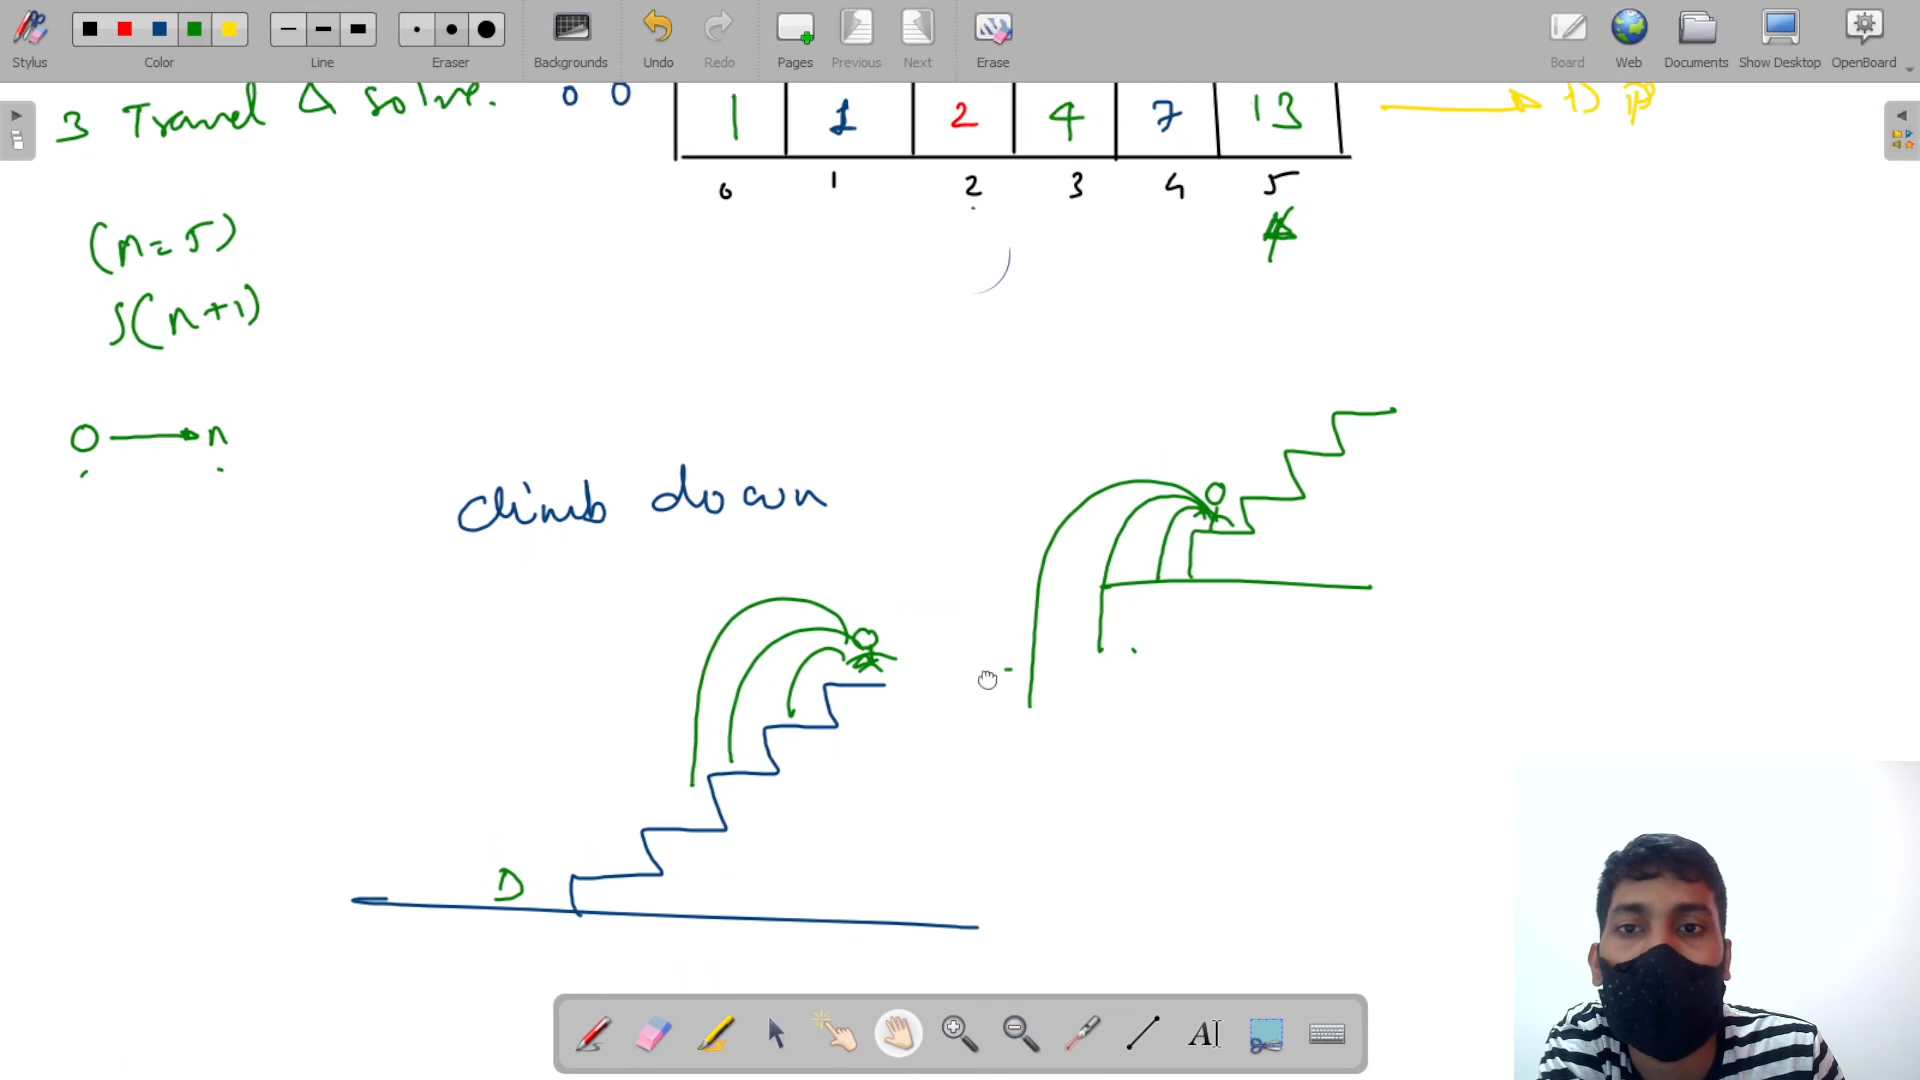 Stylus
Color
Line
Eraser
Backgrounds
Undo
Redo
Pages
Previous
Next
Erase
Board
Web
Documents
Show Desktop
OpenBoard
3 Travel & solve.
0 0
1 1 2 4 7 13
DP
0 1 2 3 4 5
(n=5)
(n+1)
0 → n
climb down
D
A